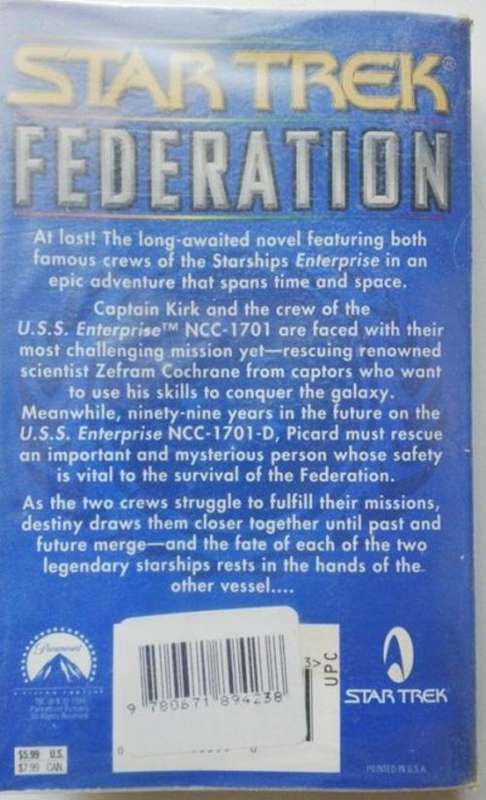 STAR TREK®
FEDERATION
At last! The long-awaited novel featuring both
famous crews of the Starships Enterprise in an
epic adventure that spans time and space.
Captain Kirk and the crew of the
U.S.S. Enterprise™ NCC-1701 are faced with their
most challenging mission yet—rescuing renowned
scientist Zefram Cochrane from captors who want
to use his skills to conquer the galaxy.
Meanwhile, ninety-nine years in the future on the
U.S.S. Enterprise NCC-1701-D, Picard must rescue
an important and mysterious person whose safety
is vital to the survival of the Federation.
As the two crews struggle to fulfill their missions,
destiny draws them closer together until past and
future merge—and the fate of each of the two
legendary starships rests in the hands of the
other vessel....
Paramount
UPC
9 780671 894238
STAR TREK
$5.99 U.S.
$7.99 CAN.
PRINTED IN U.S.A.